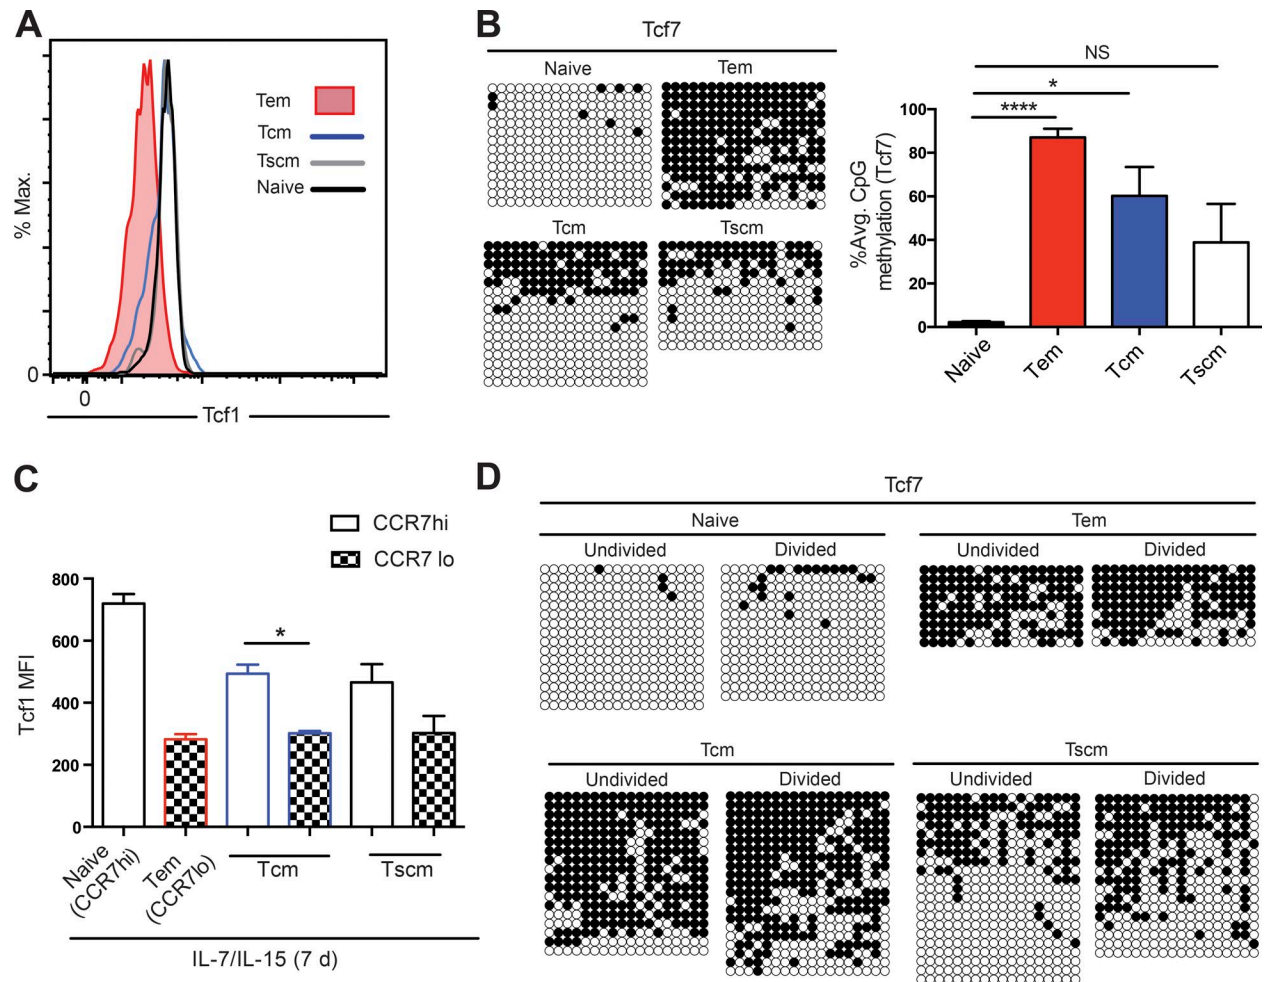 A
Tem
Tcm
Tscm
Naive
% Max.
0
0
Tcf1
B
Tcf7
Naive
Tem
Tcm
Tscm
NS
*
****
%Avg. CpG
methylation (Tcf7)
100
80
60
40
20
0
Naive
Tem
Tcm
Tscm
C
CCR7hi
CCR7 lo
*
Tcf1 MFI
800
600
400
200
0
Naive
(CCR7hi)
Tem
(CCR7lo)
Tcm
Tscm
IL-7/IL-15 (7 d)
D
Tcf7
Naive
Undivided
Divided
Tem
Undivided
Divided
Tcm
Undivided
Divided
Tscm
Undivided
Divided